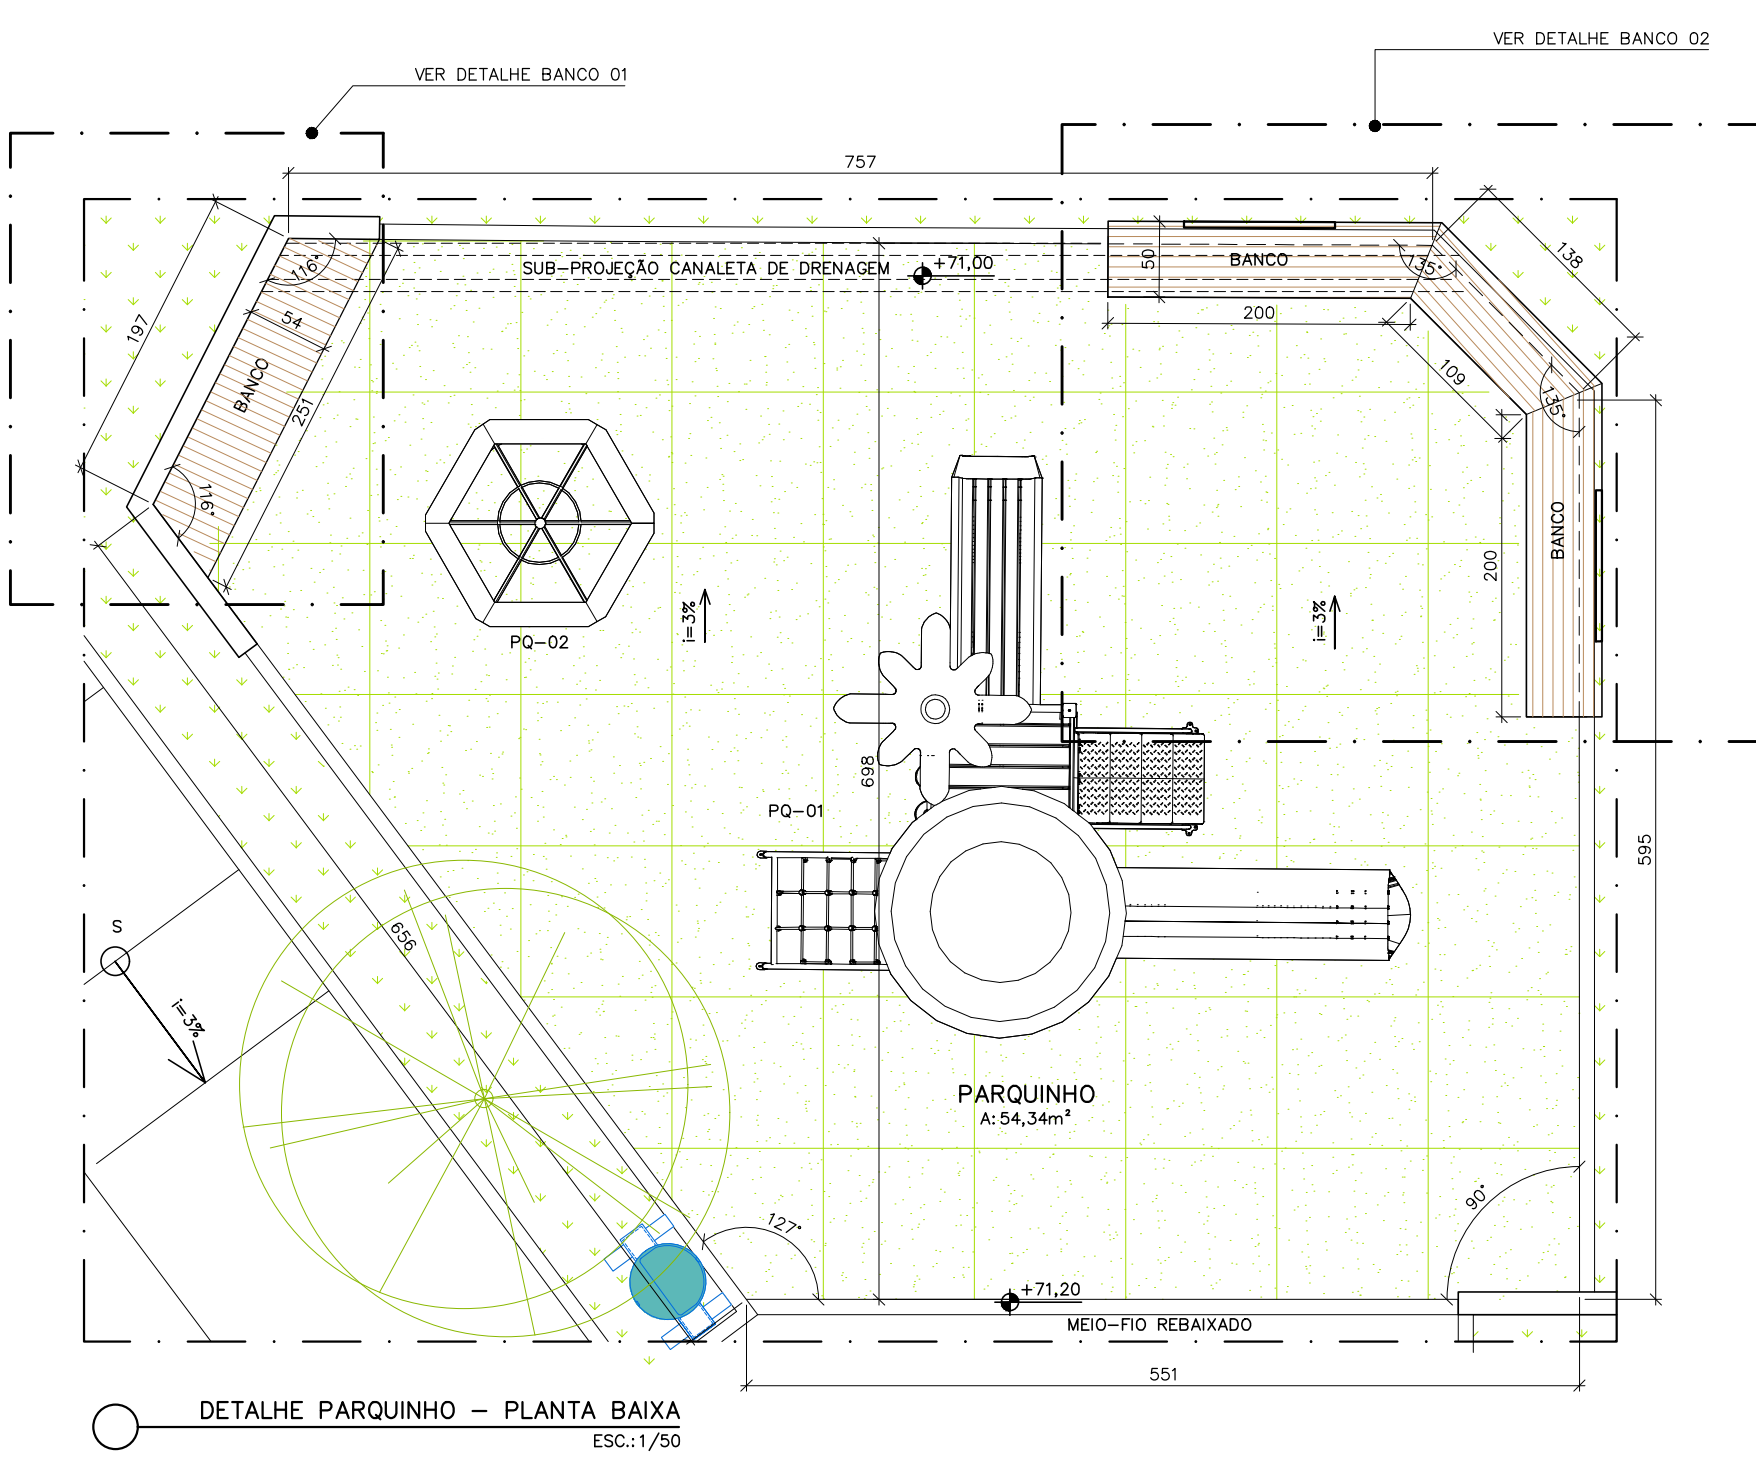 VER DETALHE BANCO 02
VER DETALHE BANCO 01
757
116°
SUB-PROJEÇÃO CANALETA DE DRENAGEM
+71,00
50
BANCO
135°
138
197
54
200
BANCO
251
109
135°
116°
BANCO
200
i=3%
i=3%
PQ-02
698
PQ-01
595
S
656
i=3%
PARQUINHO
A: 54,34m²
127°
90°
+71,20
MEIO-FIO REBAIXADO
551
DETALHE PARQUINHO - PLANTA BAIXA
ESC.: 1/50